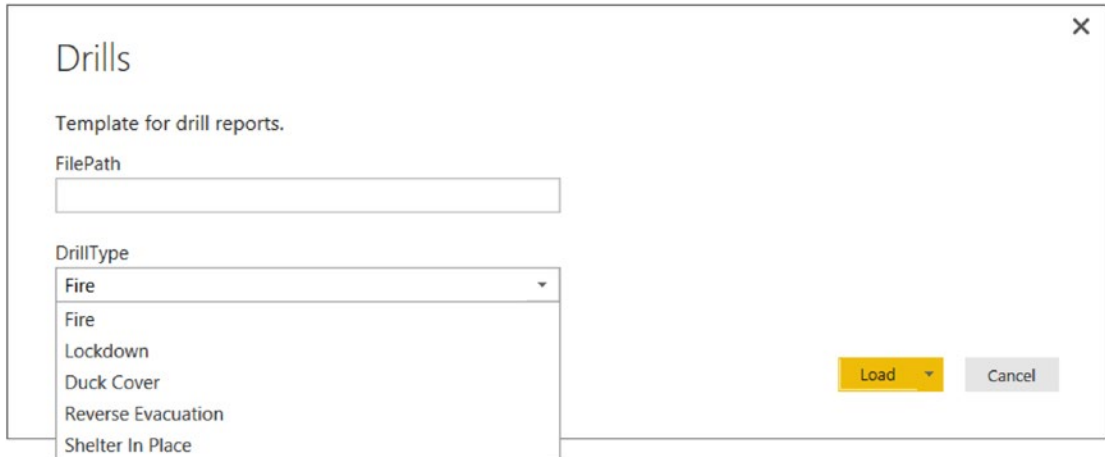 Drills
Template for drill reports.
FilePath
DrillType
Fire
Fire
Lockdown
Duck Cover
Reverse Evacuation
Shelter In Place
Load
Cancel